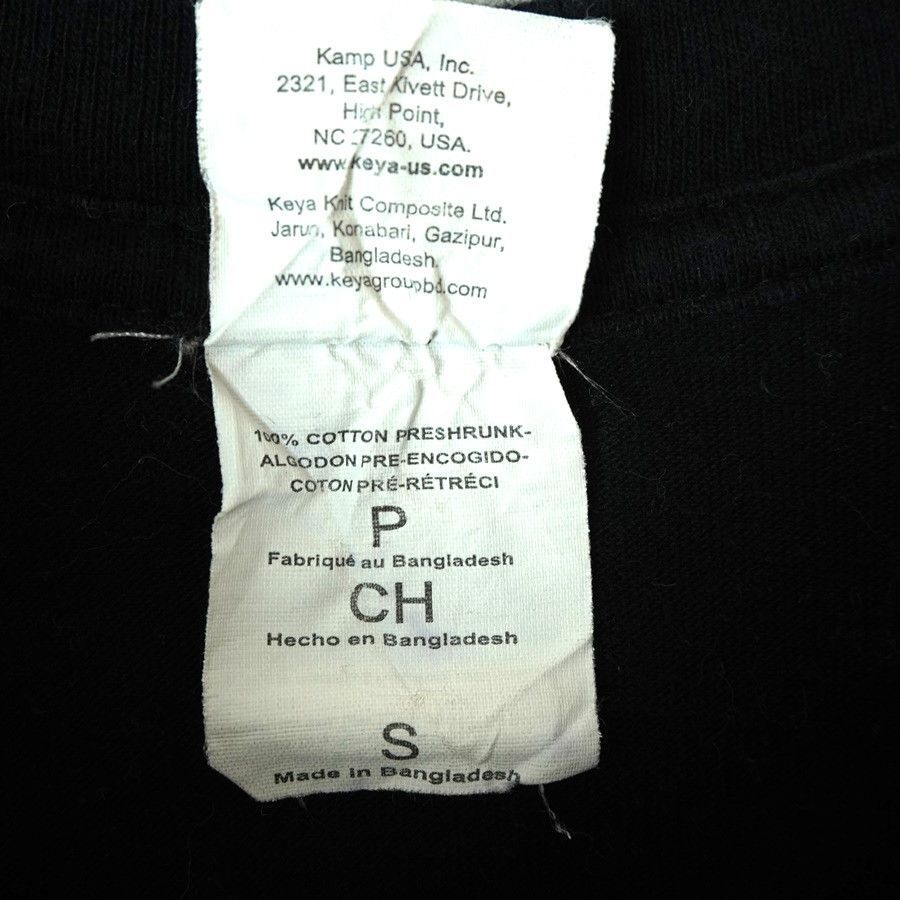 Kamp USA, Inc.
2321, East Kivett Drive,
High Point,
NC 27260, USA.
www.keya-us.com
Keya Knit Composite Ltd.
Jarun, Konabari, Gazipur,
Bangladesh.
www.keyagroupbd.com
100% COTTON PRESHRUNK-
ALGODON PRE-ENCOGIDO-
COTON PRÉ-RÉTRÉCI
P
Fabriqué au Bangladesh
CH
Hecho en Bangladesh
S
Made in Bangladesh